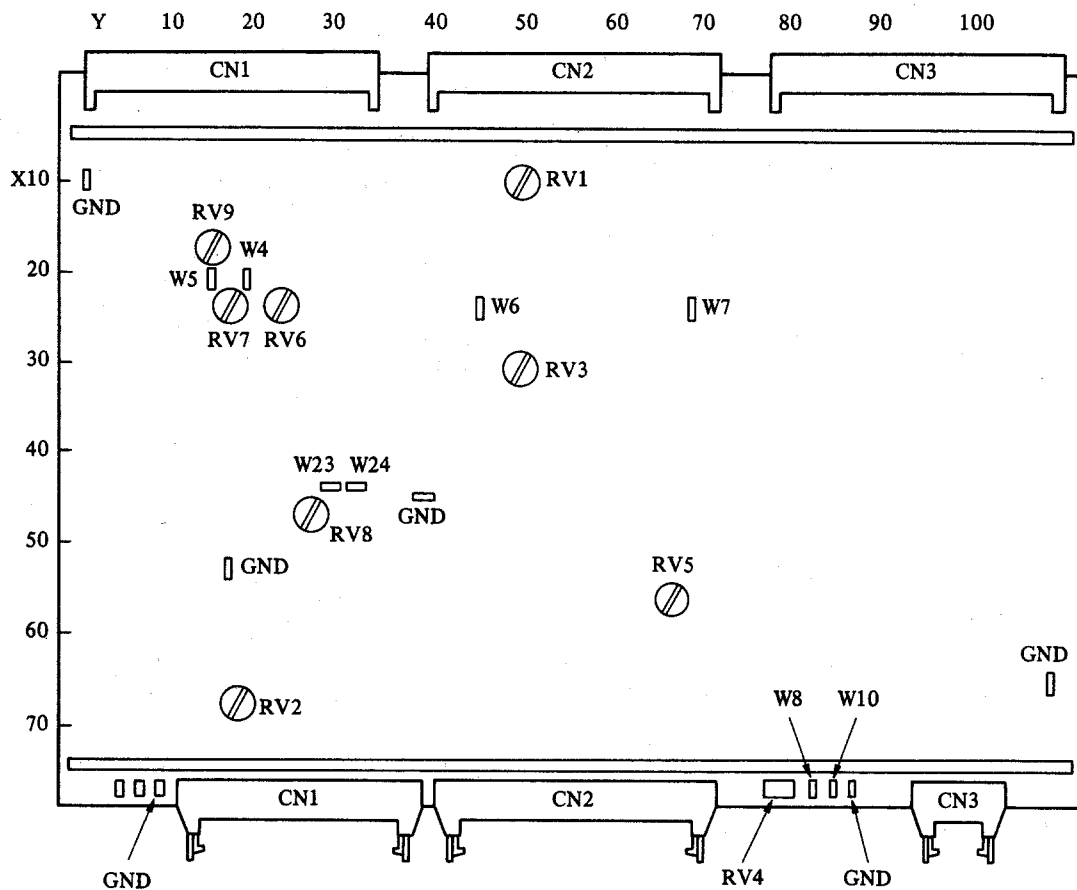 Y 10 20 30 40 50 60 70 80 90 100
CN1 CN2 CN3
X10
GND
RV1
RV9
W4
20
W5
W6
W7
RV7 RV6
30
RV3
40
W23 W24
GND
RV8
50
GND
RV5
60
GND
RV2
W8 W10
70
CN1 CN2 CN3
GND
RV4
GND